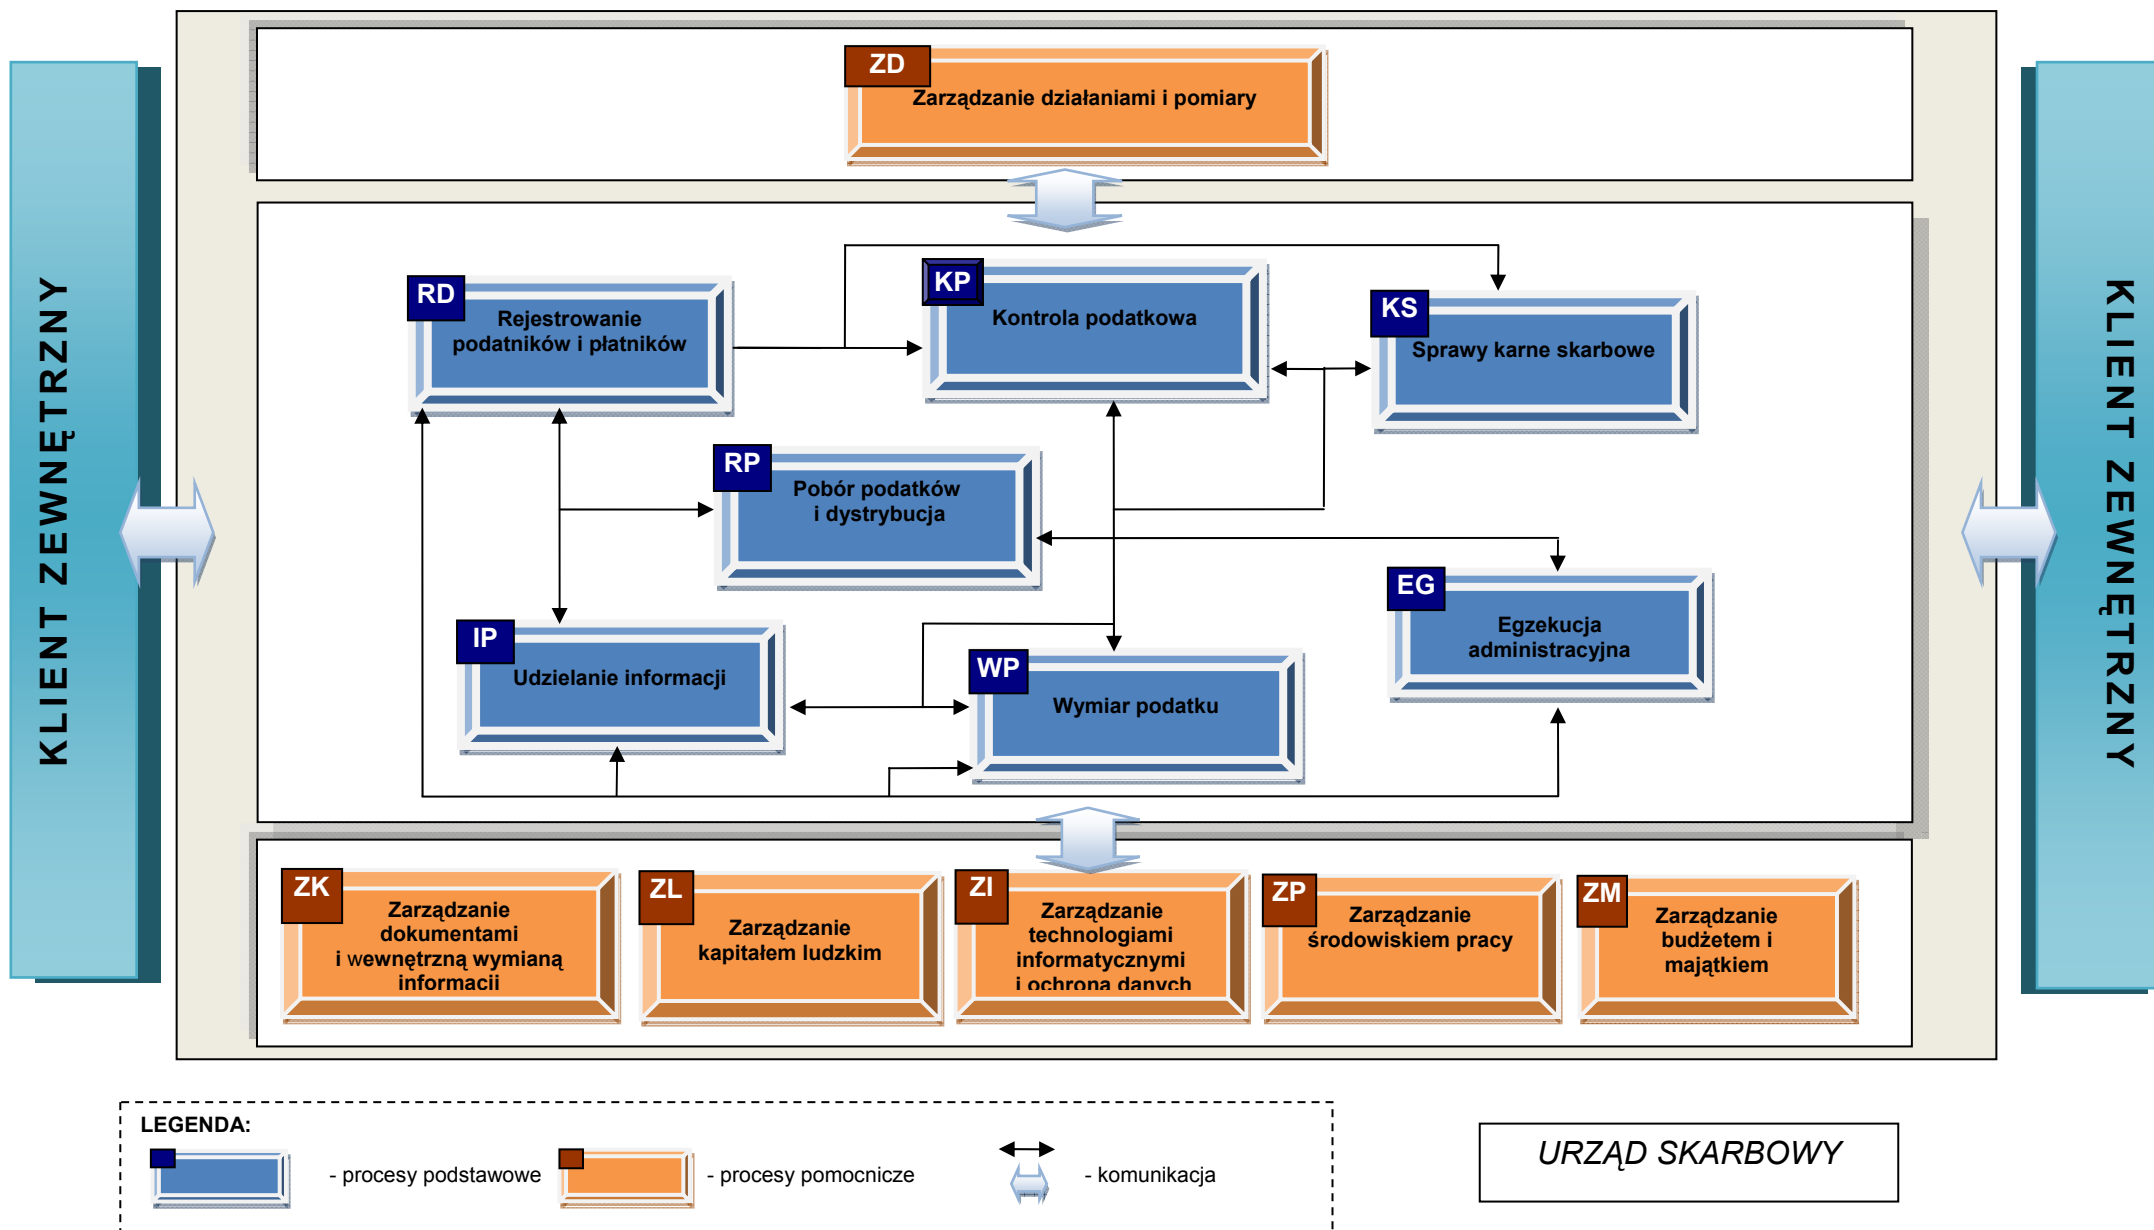 ZD
Zarządzanie działaniami i pomiary
KLIENT ZEWNĘTRZNY
KLIENT ZEWNĘTRZNY
RD
Rejestrowanie
podatników i płatników
KP
Kontrola podatkowa
KS
Sprawy karne skarbowe
RP
Pobór podatków
i dystrybucja
EG
Egzekucja
administracyjna
IP
Udzielanie informacji
WP
Wymiar podatku
ZK
Zarządzanie
dokumentami
i wewnętrzną wymianą
informacji
ZL
Zarządzanie
kapitałem ludzkim
ZI
Zarządzanie
technologiami
informatycznymi
i ochrona danych
ZP
Zarządzanie
środowiskiem pracy
ZM
Zarządzanie
budżetem i
majątkiem
LEGENDA:
- procesy podstawowe
- procesy pomocnicze
- komunikacja
URZĄD SKARBOWY